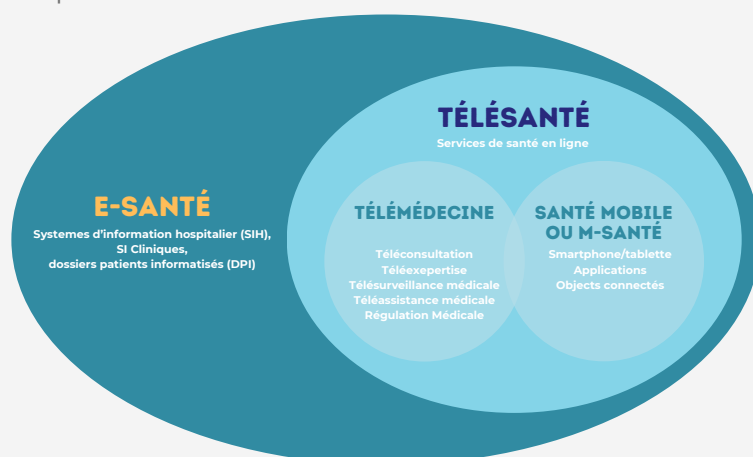 TÉLÉSANTÉ
Services de santé en ligne
E-SANTÉ
Systemes d'information hospitalier (SIH),
SI Cliniques,
dossiers patients informatisés (DPI)
TÉLÉMÉDECINE
Téléconsultation
Téléexepertise
Télésurveillance médicale
Téléassistance médicale
Régulation Médicale
SANTÉ MOBILE
OU M-SANTÉ
Smartphone/tablette
Applications
Objects connectés